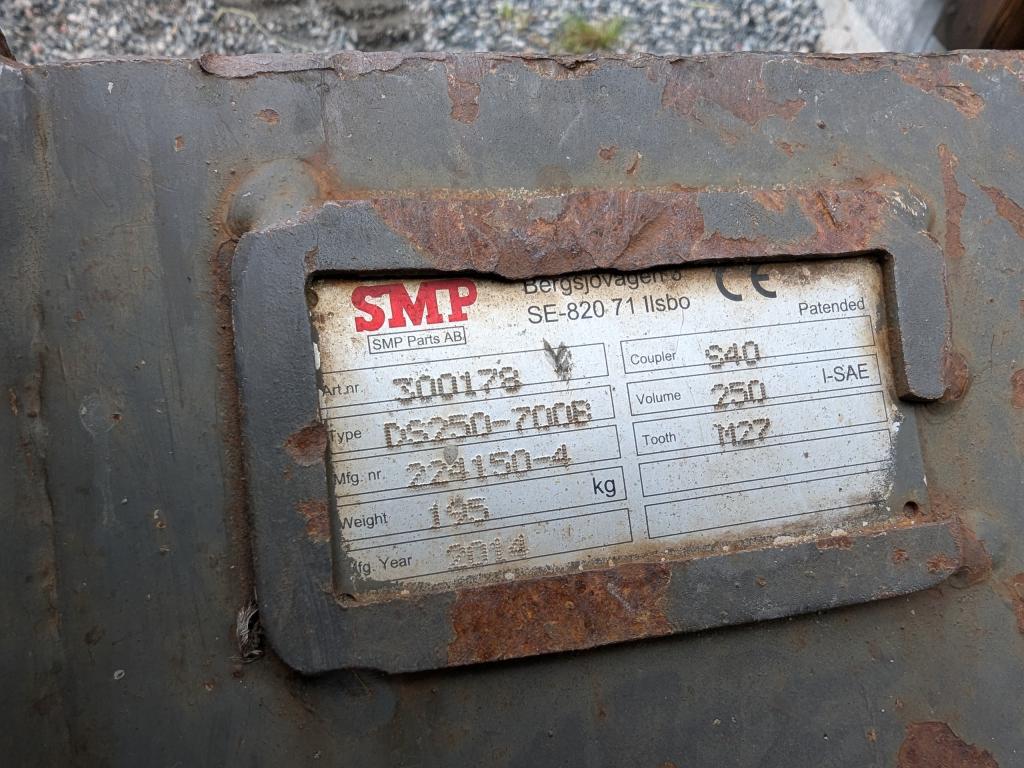 SMP
SMP Parts AB
Bergsjövägen 3
SE-820 71 Ilsbo
CE
Patented
Art.nr. 300178
Type DS250-700B
Mfg. nr. 224150-4
Weight 195 kg
Mfg. Year 2014
Coupler S40
Volume 250 I-SAE
Tooth M27